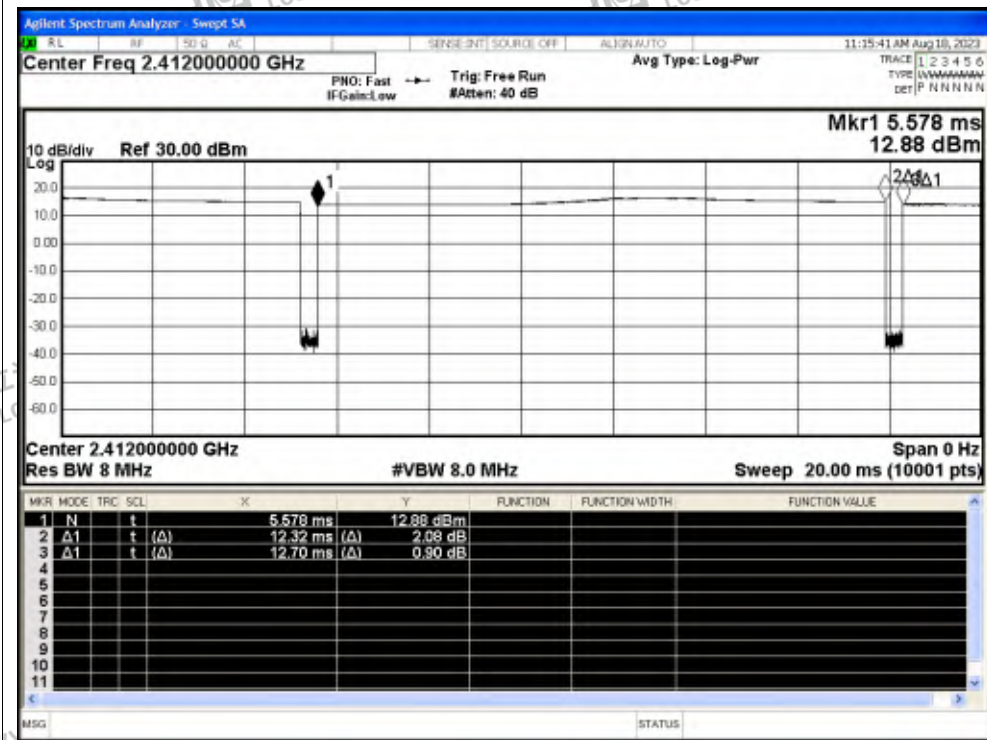 Agilent Spectrum Analyzer - Swept SA
RL RF 50 Ω AC SENSE:INT SOURCE OFF ALIGN AUTO 11:15:41 AM Aug 18, 2023
Center Freq 2.412000000 GHz Avg Type: Log-Pwr TRACE 1 2 3 4 5 6
PNO: Fast Trig: Free Run TYPE
IFGain:Low #Atten: 40 dB DET P N N N N N
Mkr1 5.578 ms
10 dB/div Ref 30.00 dBm 12.88 dBm
Log
20.0
10.0
0.00
-10.0
-20.0
-30.0
-40.0
-50.0
-60.0
1
Center 2.412000000 GHz Span 0 Hz
Res BW 8 MHz #VBW 8.0 MHz Sweep 20.00 ms (10001 pts)
MKR MODE TRC SCL X Y FUNCTION FUNCTION WIDTH FUNCTION VALUE
1 N t 5.578 ms 12.88 dBm
2 Δ1 t (Δ) 12.32 ms (Δ) 2.08 dB
3 Δ1 t (Δ) 12.70 ms (Δ) 0.90 dB
4
5
6
7
8
9
10
11
MSG STATUS